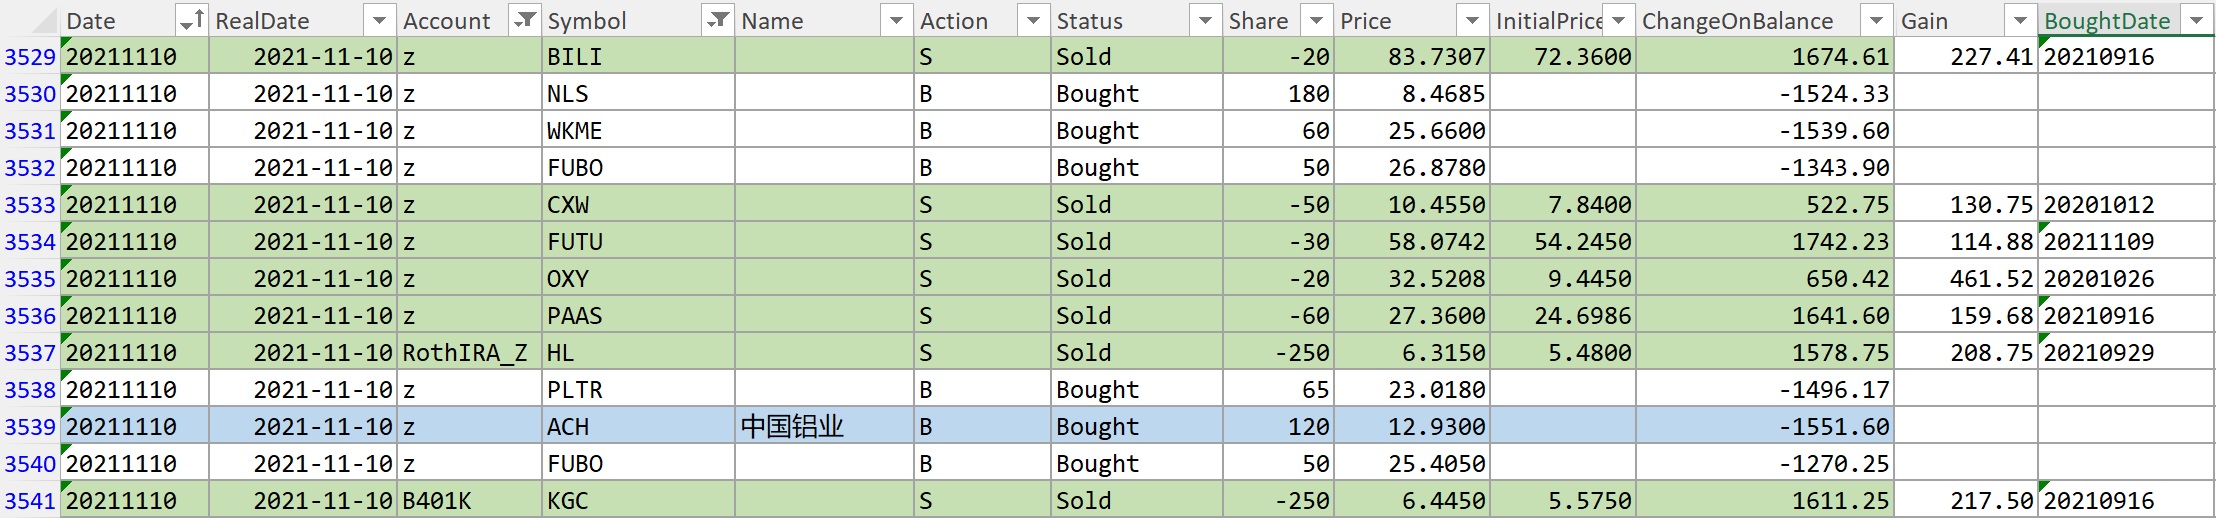 Date RealDate Account Symbol Name Action Status Share Price InitialPrice ChangeOnBalance Gain BoughtDate
3529 20211110 2021-11-10 z BILI S Sold -20 83.7307 72.3600 1674.61 227.41 20210916
3530 20211110 2021-11-10 z NLS B Bought 180 8.4685 -1524.33
3531 20211110 2021-11-10 z WKME B Bought 60 25.6600 -1539.60
3532 20211110 2021-11-10 z FUBO B Bought 50 26.8780 -1343.90
3533 20211110 2021-11-10 z CXW S Sold -50 10.4550 7.8400 522.75 130.75 20201012
3534 20211110 2021-11-10 z FUTU S Sold -30 58.0742 54.2450 1742.23 114.88 20211109
3535 20211110 2021-11-10 z OXY S Sold -20 32.5208 9.4450 650.42 461.52 20201026
3536 20211110 2021-11-10 z PAAS S Sold -60 27.3600 24.6986 1641.60 159.68 20210916
3537 20211110 2021-11-10 RothIRA_Z HL S Sold -250 6.3150 5.4800 1578.75 208.75 20210929
3538 20211110 2021-11-10 z PLTR B Bought 65 23.0180 -1496.17
3539 20211110 2021-11-10 z ACH 中国铝业 B Bought 120 12.9300 -1551.60
3540 20211110 2021-11-10 z FUBO B Bought 50 25.4050 -1270.25
3541 20211110 2021-11-10 B401K KGC S Sold -250 6.4450 5.5750 1611.25 217.50 20210916